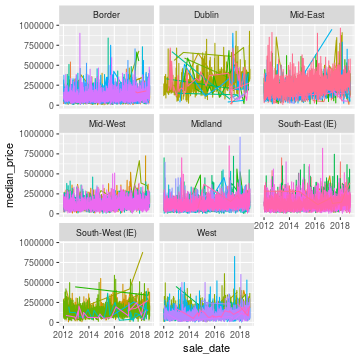 Border Dublin Mid-East
1000000
750000
500000
250000
0
Mid-West Midland South-East (IE)
1000000
750000
500000
250000
0
2012 2014 2016 2018
South-West (IE) West
1000000
750000
500000
250000
0
2012 2014 2016 2018 2012 2014 2016 2018
sale_date
median_price